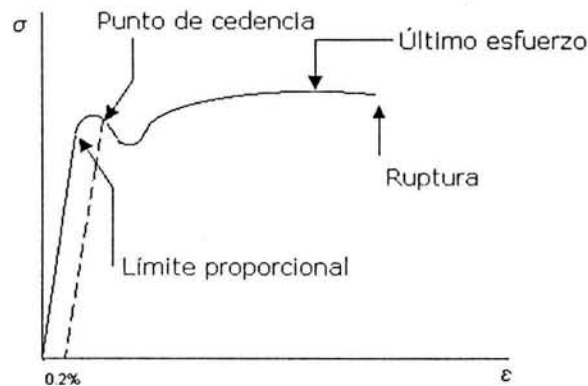 σ
Punto de cedencia
Último esfuerzo
Ruptura
Límite proporcional
0.2%
ε